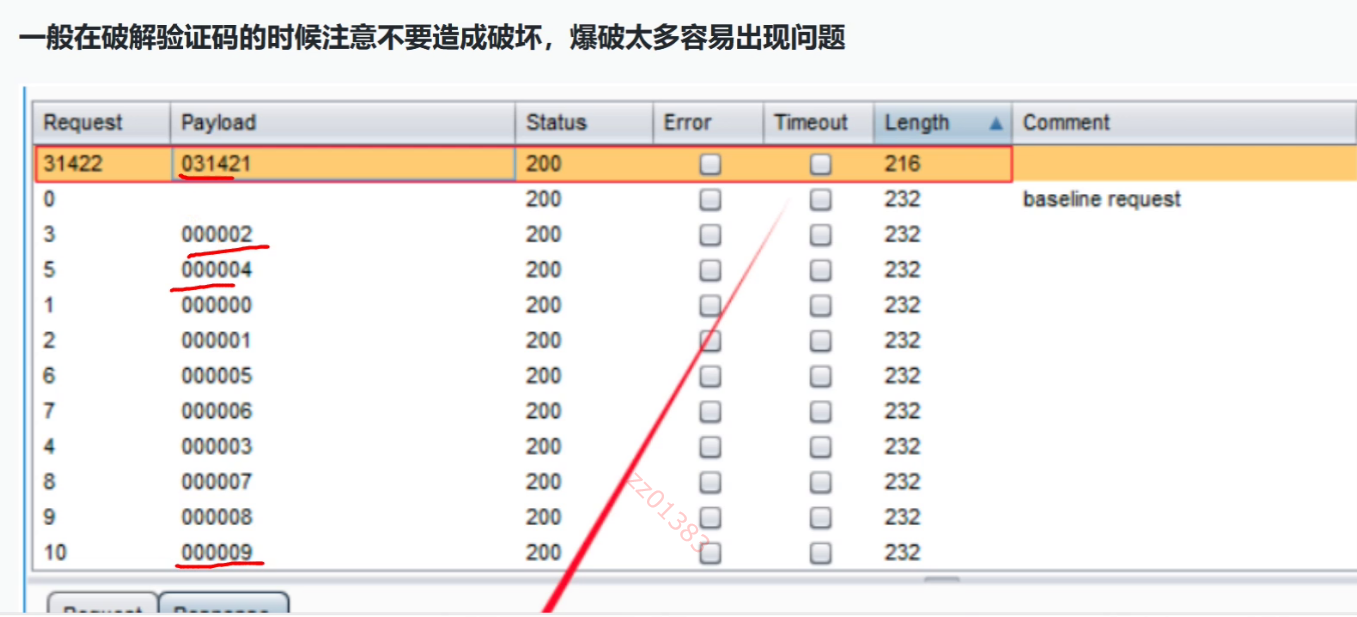 一般在破解验证码的时候注意不要造成破坏，爆破太多容易出现问题
Request Payload Status Error Timeout Length Comment
31422 031421 200 216
0 200 232 baseline request
3 000002 200 232
5 000004 200 232
1 000000 200 232
2 000001 200 232
6 000005 200 232
7 000006 200 232
4 000003 200 232
8 000007 200 232
zz01383
9 000008 200 232
10 000009 200 232
Request Response